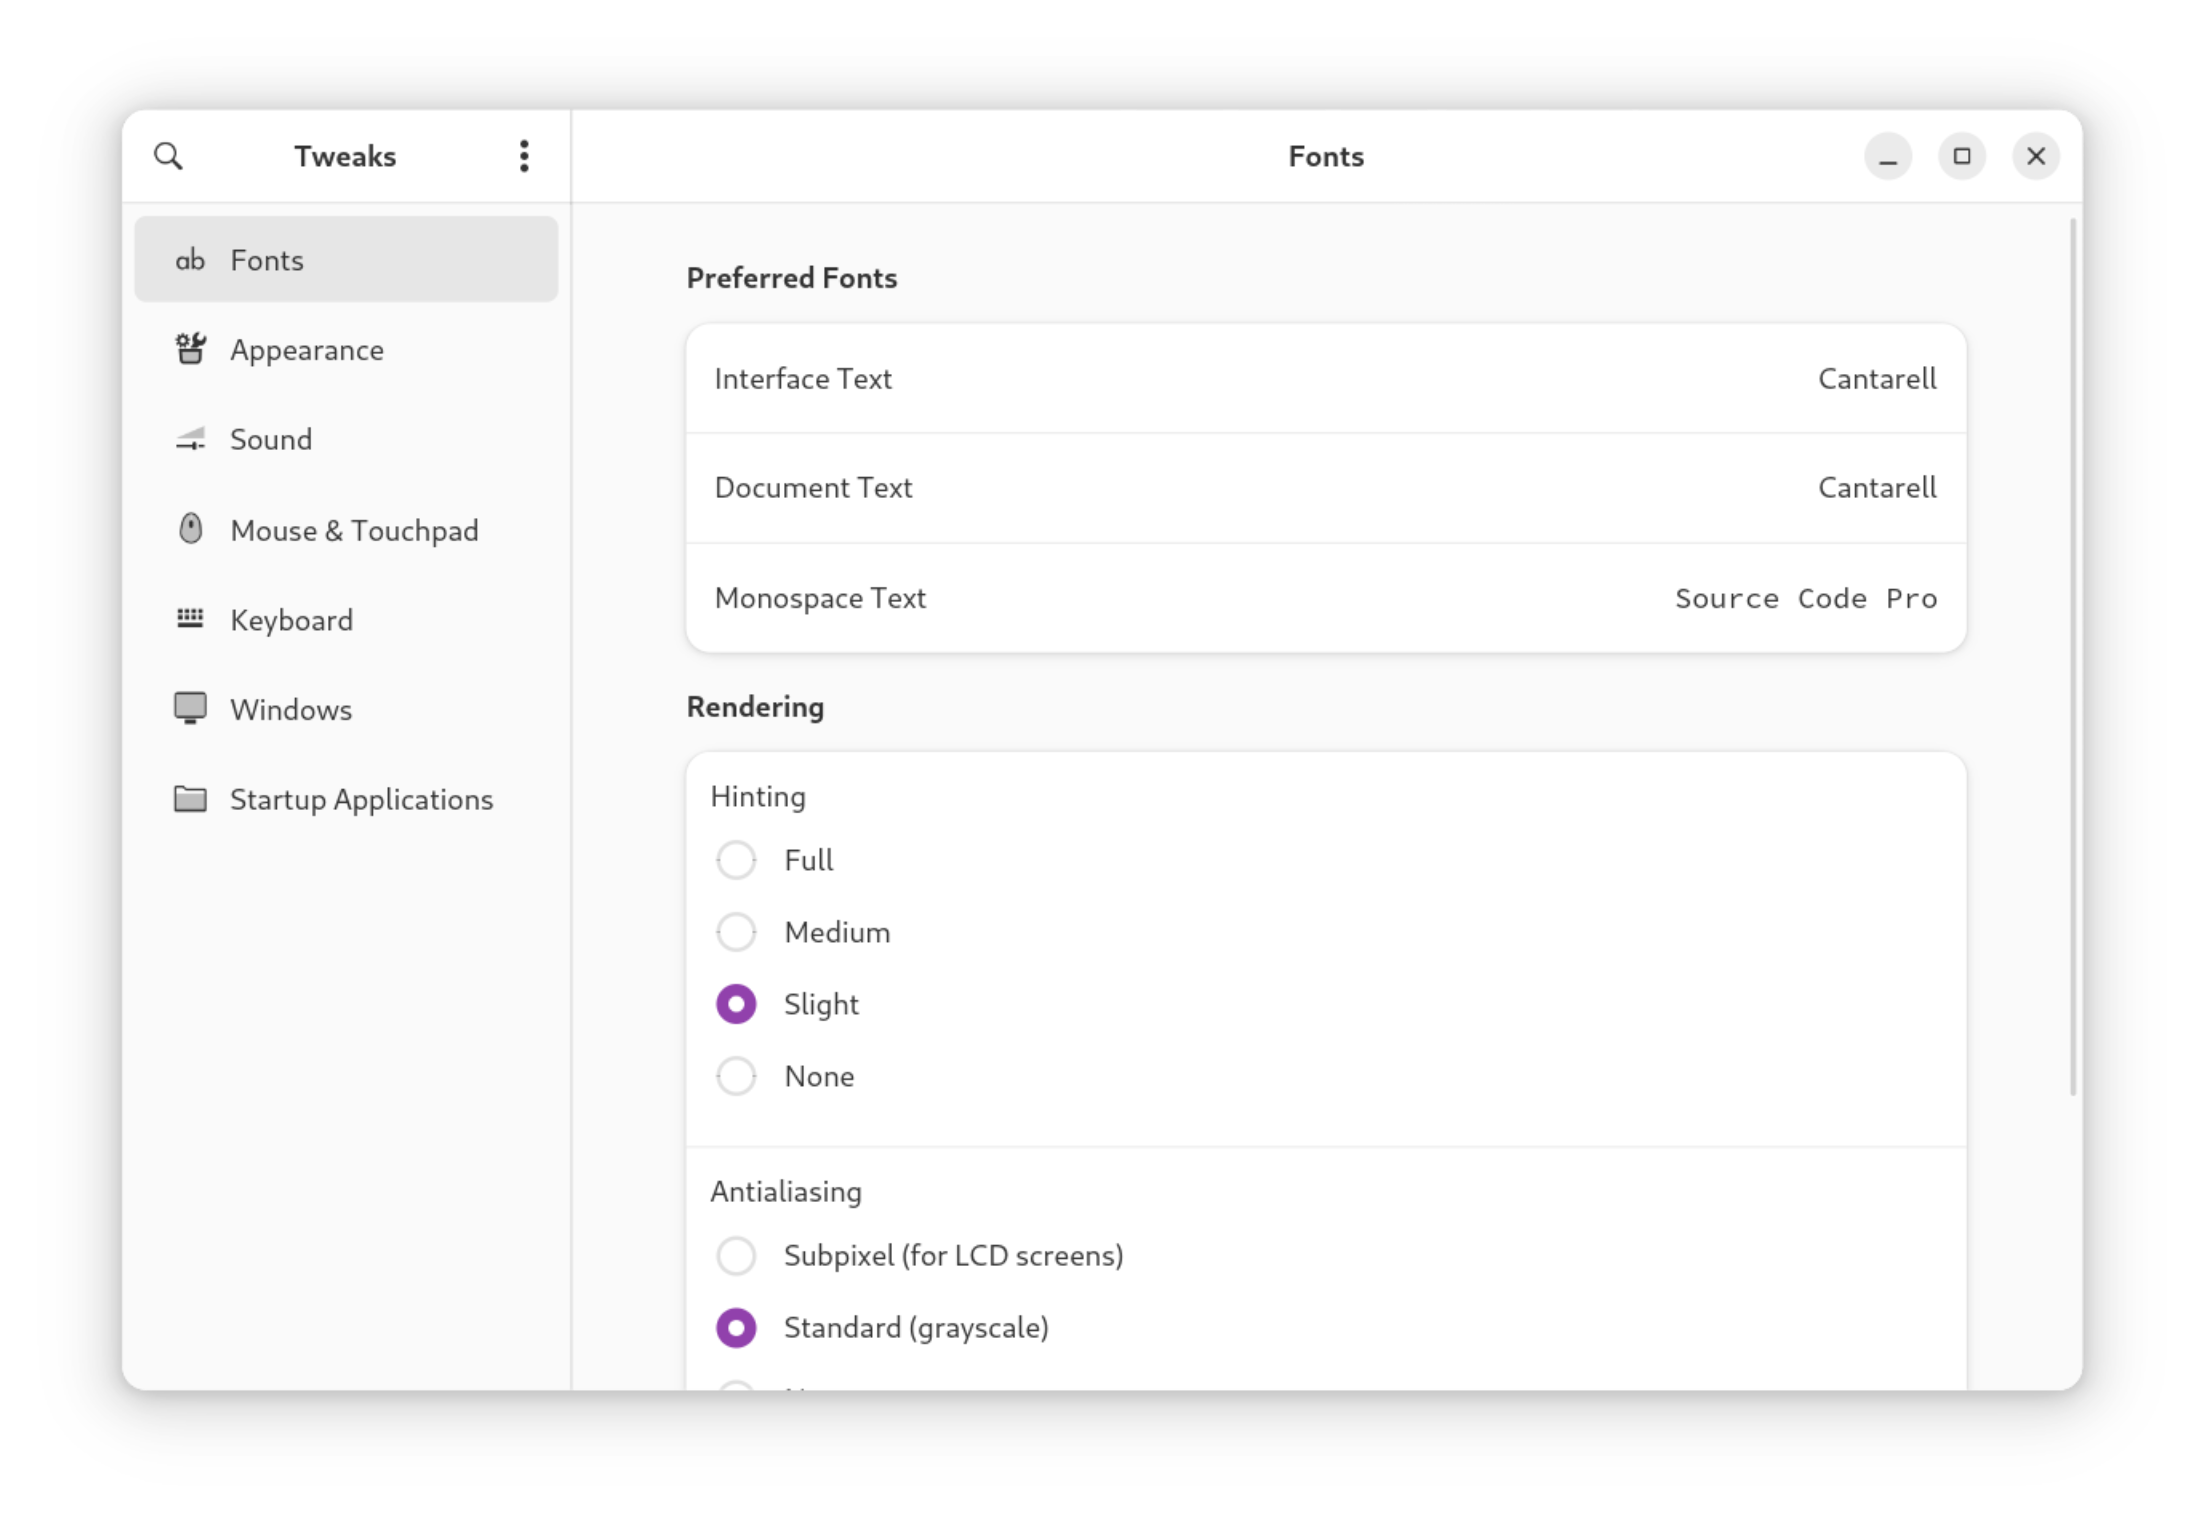 Tweaks
Fonts
Fonts
Appearance
Sound
Mouse & Touchpad
Keyboard
Windows
Startup Applications
Preferred Fonts
Interface Text Cantarell
Document Text Cantarell
Monospace Text Source Code Pro
Rendering
Hinting
Full
Medium
Slight
None
Antialiasing
Subpixel (for LCD screens)
Standard (grayscale)